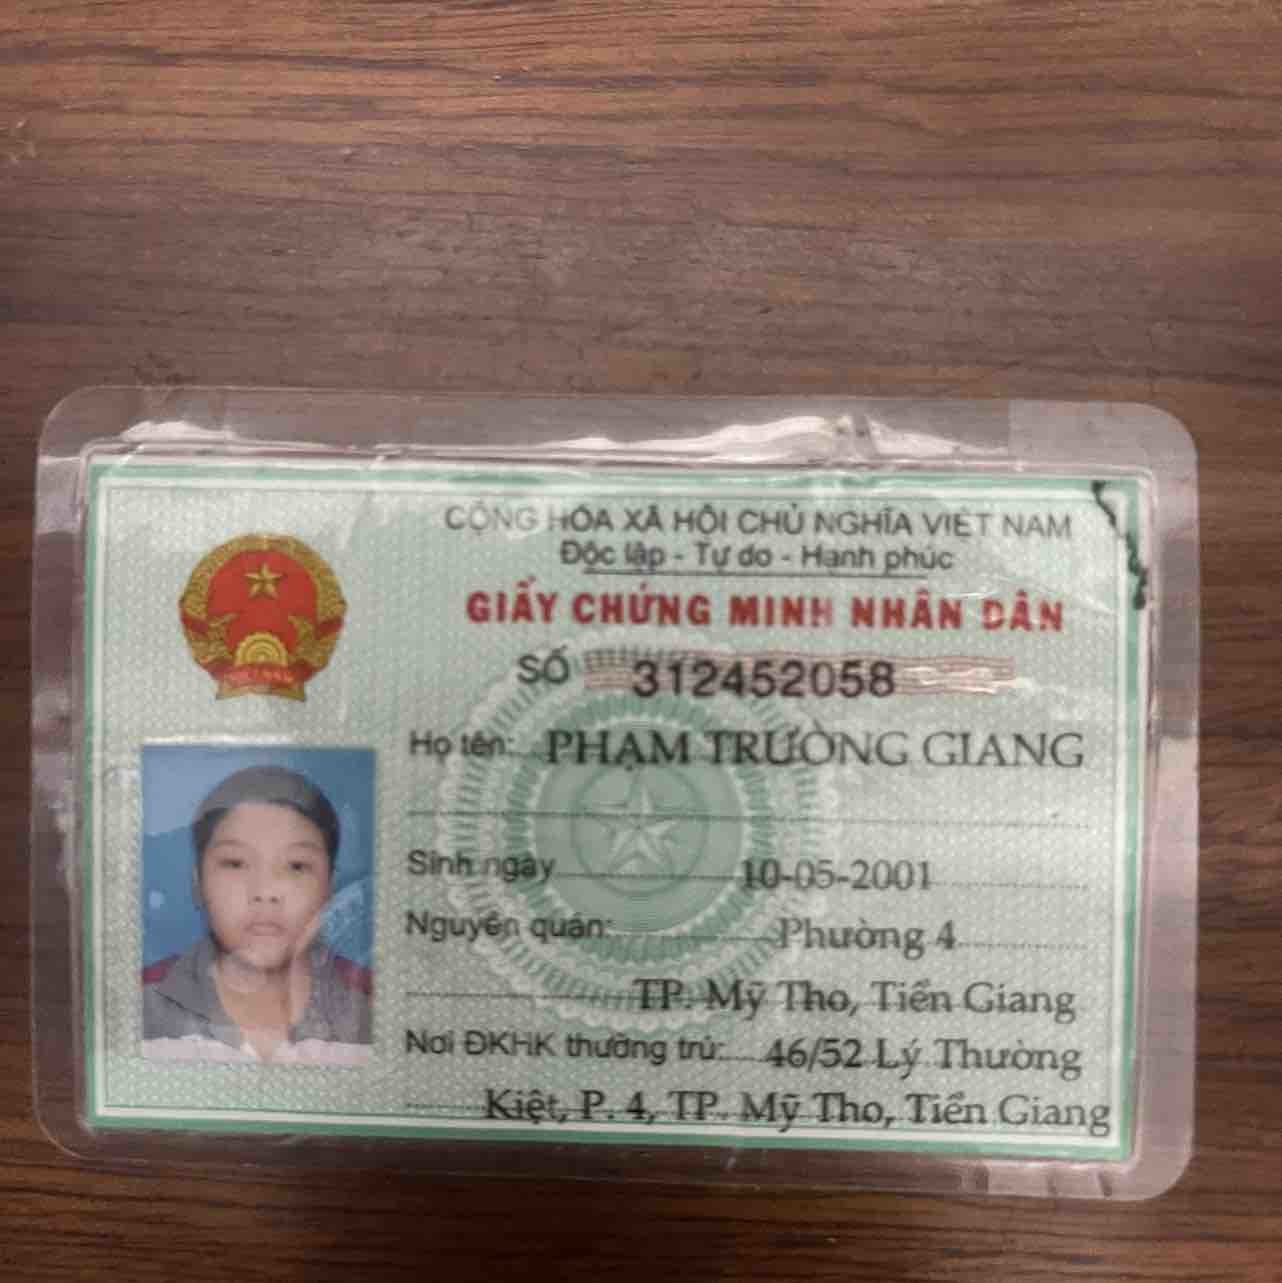 CỘNG HÒA XÃ HỘI CHỦ NGHĨA VIỆT NAM
Độc lập - Tự do - Hạnh phúc
GIẤY CHỨNG MINH NHÂN DÂN
SỐ 312452058
Họ tên: PHẠM TRƯỜNG GIANG
Sinh ngày 10-05-2001
Nguyên quán: Phường 4
TP. Mỹ Tho, Tiền Giang
Nơi ĐKHK thường trú: 46/52 Lý Thường
Kiệt, P. 4, TP. Mỹ Tho, Tiền Giang